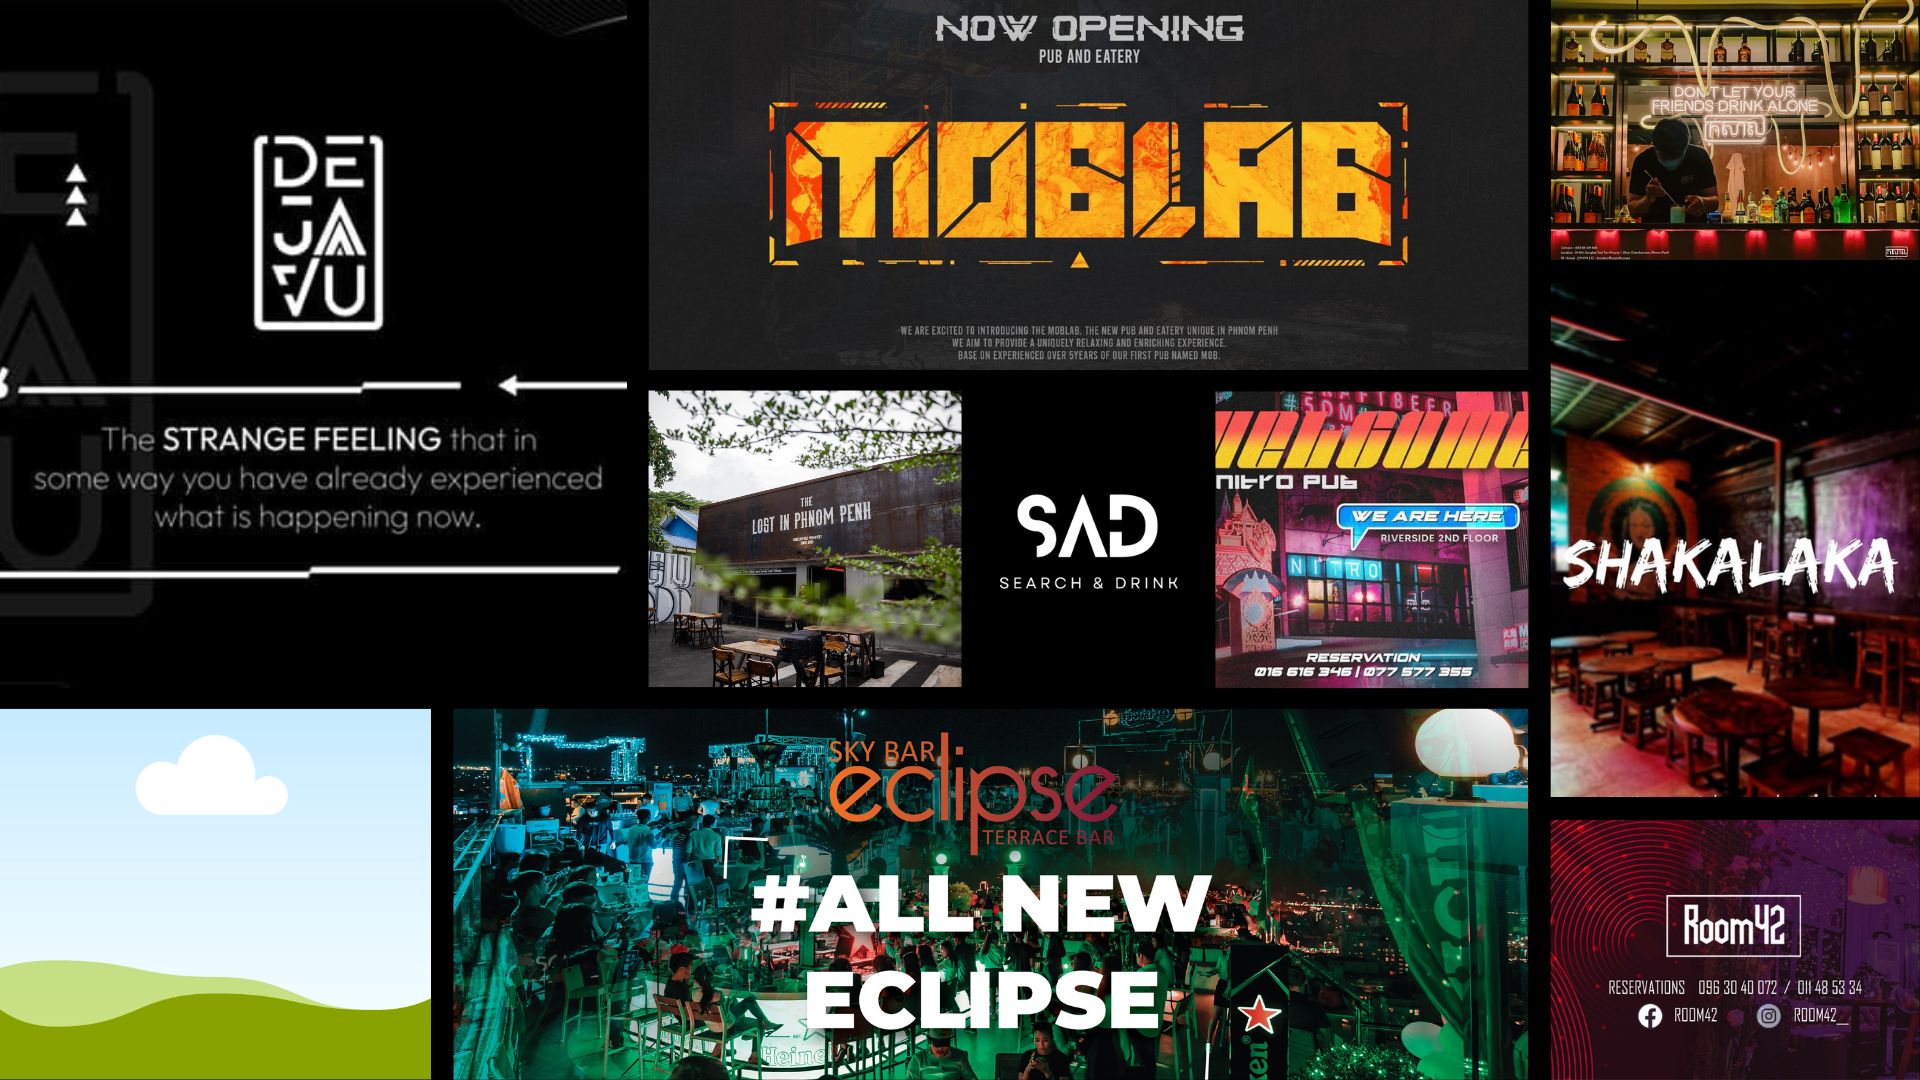 DE
JA
VU
The STRANGE FEELING that in
some way you have already experienced
what is happening now.
NOW OPENING
PUB AND EATERY
MOBLAB
WE ARE EXCITED TO INTRODUCING THE MOBLAB. THE NEW PUB AND EATERY UNIQUE IN PHNOM PENH
WE AIM TO PROVIDE A UNIQUELY RELAXING AND ENRICHING EXPERIENCE.
BASE ON EXPERIENCED OVER 5YEARS OF OUR FIRST PUB NAMED MOB.
DON'T LET YOUR
FRIENDS DRINK ALONE
THE
LOST IN PHNOM PENH
SAD
SEARCH & DRINK
CRAFTBEER
#5DM
WELCOME
NITRO PUB
WE ARE HERE
RIVERSIDE 2ND FLOOR
NITRO
RESERVATION
016 616 346 | 077 577 355
SHAKALAKA
SKY BAR
eclipse
TERRACE BAR
#ALL NEW
ECLIPSE
Heine
ken
Room42
RESERVATIONS 096 30 40 072 / 011 48 53 34
ROOM42 ROOM42__